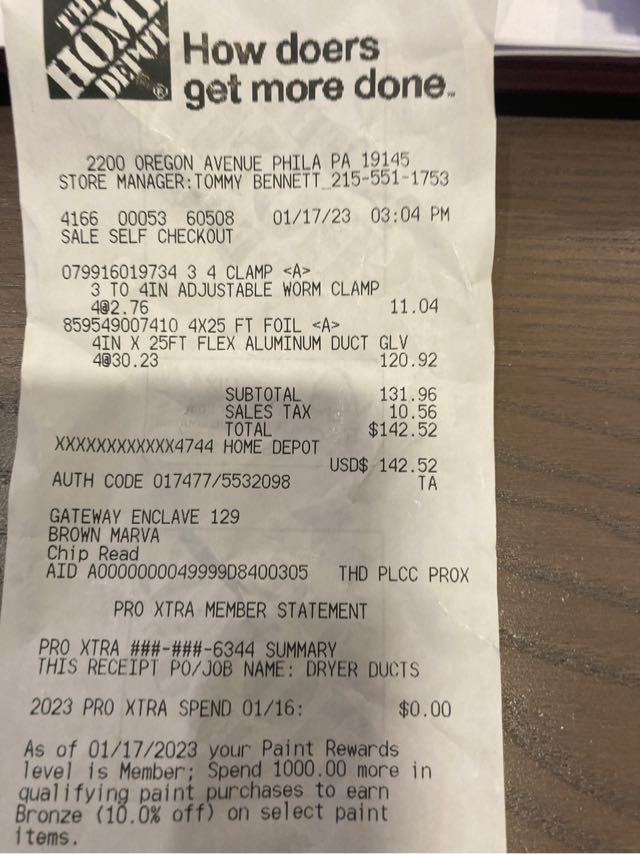 THE
HOME
DEPOT®
How doers
get more done.™
2200 OREGON AVENUE PHILA PA 19145
STORE MANAGER:TOMMY BENNETT 215-551-1753
4166 00053 60508 01/17/23 03:04 PM
SALE SELF CHECKOUT
079916019734 3 4 CLAMP <A>
3 TO 4IN ADJUSTABLE WORM CLAMP
4@2.76 11.04
859549007410 4X25 FT FOIL <A>
4IN X 25FT FLEX ALUMINUM DUCT GLV
4@30.23 120.92
SUBTOTAL 131.96
SALES TAX 10.56
TOTAL $142.52
XXXXXXXXXXXX4744 HOME DEPOT
USD$ 142.52
AUTH CODE 017477/5532098 TA
GATEWAY ENCLAVE 129
BROWN MARVA
Chip Read
AID A0000000049999D8400305 THD PLCC PROX
PRO XTRA MEMBER STATEMENT
PRO XTRA ###-###-6344 SUMMARY
THIS RECEIPT PO/JOB NAME: DRYER DUCTS
2023 PRO XTRA SPEND 01/16: $0.00
As of 01/17/2023 your Paint Rewards
level is Member; Spend 1000.00 more in
qualifying paint purchases to earn
Bronze (10.0% off) on select paint
items.